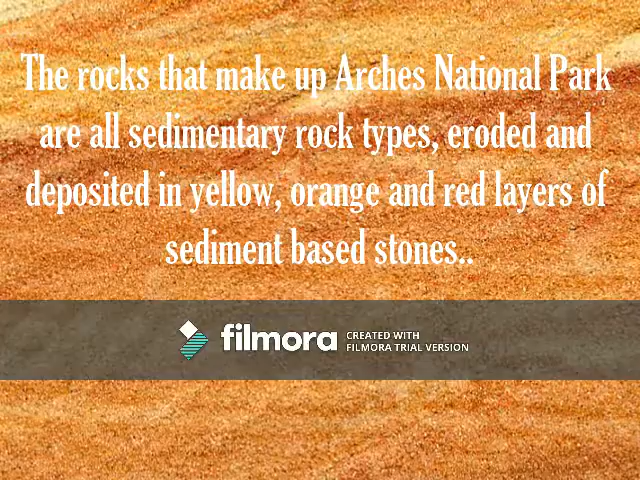 The rocks that make up Arches National Park
are all sedimentary rock types, eroded and
deposited in yellow, orange and red layers of
sediment based stones..
filmora
CREATED WITH
FILMORA TRIAL VERSION